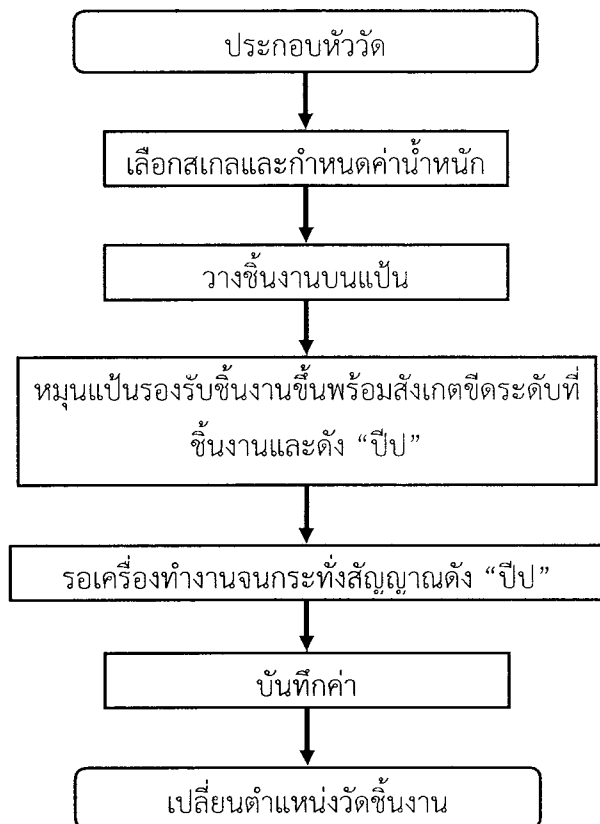 ประกอบหัววัด
เลือกสเกลและกำหนดค่าน้ำหนัก
วางชิ้นงานบนแป้น
หมุนแป้นรองรับชิ้นงานขึ้นพร้อมสังเกตขีดระดับที่
ชิ้นงานและดัง “ปี๊ป”
รอเครื่องทำงานจนกระทั่งสัญญาณดัง “ปี๊ป”
บันทึกค่า
เปลี่ยนตำแหน่งวัดชิ้นงาน